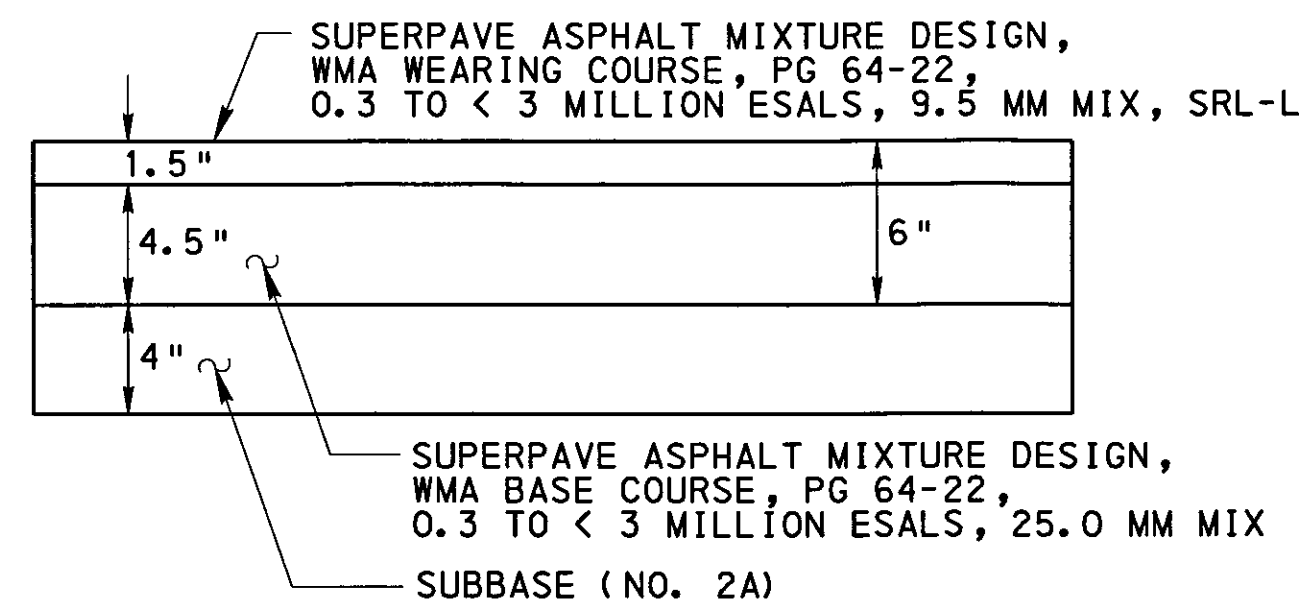 SUPERPAVE ASPHALT MIXTURE DESIGN,
WMA WEARING COURSE, PG 64-22,
0.3 TO < 3 MILLION ESALS, 9.5 MM MIX, SRL-L
1.5"
4.5"
6"
4"
SUPERPAVE ASPHALT MIXTURE DESIGN,
WMA BASE COURSE, PG 64-22,
0.3 TO < 3 MILLION ESALS, 25.0 MM MIX
SUBBASE (NO. 2A)